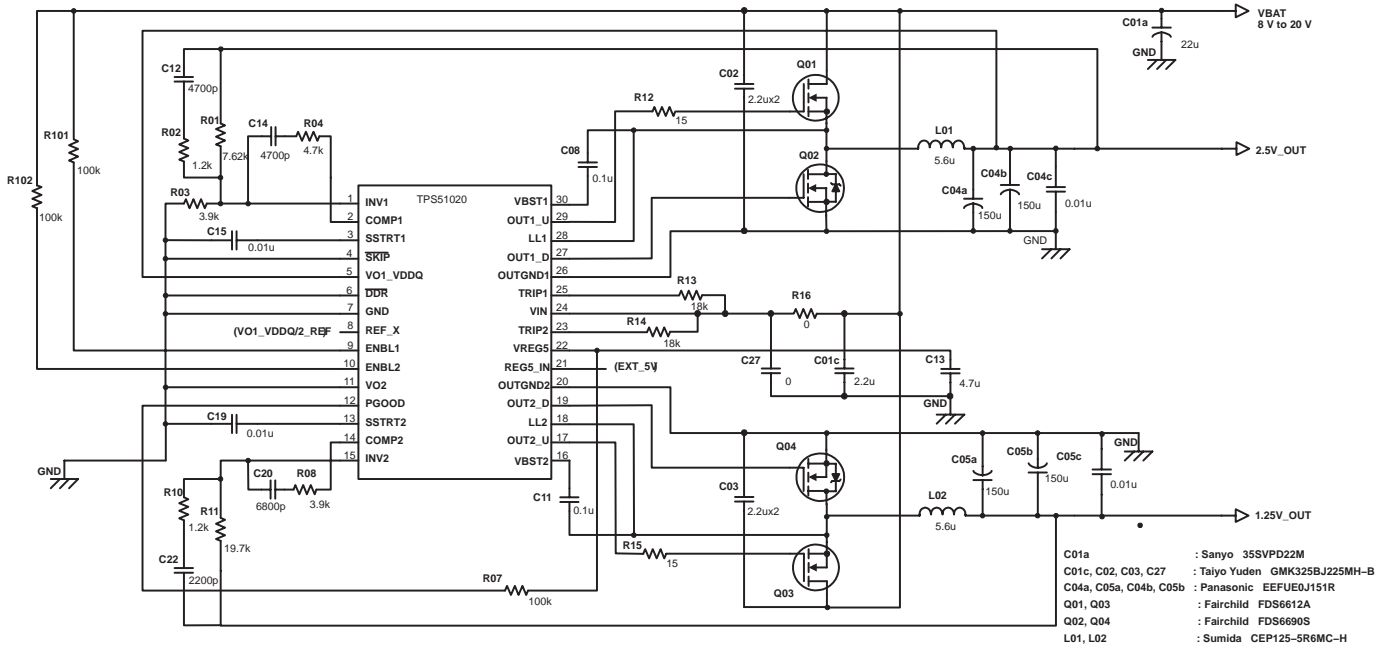 VBAT
8 V to 20 V
C01a
22u
GND
C12
4700p
R02
1.2k
R01
7.62k
C14
4700p
R04
4.7k
R101
100k
R102
100k
R03
3.9k
C15
0.01u
C02
2.2ux2
Q01
R12
15
C08
0.1u
Q02
L01
5.6u
2.5V_OUT
C04a
150u
C04b
150u
C04c
0.01u
GND
TPS51020
1 INV1
2 COMP1
3 SSTRT1
4 SKIP
5 VO1_VDDQ
6 DDR
7 GND
8 REF_X
9 ENBL1
10 ENBL2
11 VO2
12 PGOOD
13 SSTRT2
14 COMP2
15 INV2
VBST1 30
OUT1_U 29
LL1 28
OUT1_D 27
OUTGND1 26
TRIP1 25
VIN 24
TRIP2 23
VREG5 22
REG5_IN 21
OUTGND2 20
OUT2_D 19
LL2 18
OUT2_U 17
VBST2 16
(VO1_VDDQ/2_REF)
(EXT_5V)
R13
18k
R14
18k
R16
0
C27
0
C01c
2.2u
C13
4.7u
GND
C19
0.01u
GND
C20
6800p
R08
3.9k
R10
1.2k
R11
19.7k
C22
2200p
R07
100k
C11
0.1u
R15
15
C03
2.2ux2
Q04
Q03
L02
5.6u
C05a
150u
C05b
150u
C05c
0.01u
GND
1.25V_OUT
C01a : Sanyo 35SVPD22M
C01c, C02, C03, C27 : Taiyo Yuden GMK325BJ225MH–B
C04a, C05a, C04b, C05b : Panasonic EEFUE0J151R
Q01, Q03 : Fairchild FDS6612A
Q02, Q04 : Fairchild FDS6690S
L01, L02 : Sumida CEP125–5R6MC–H